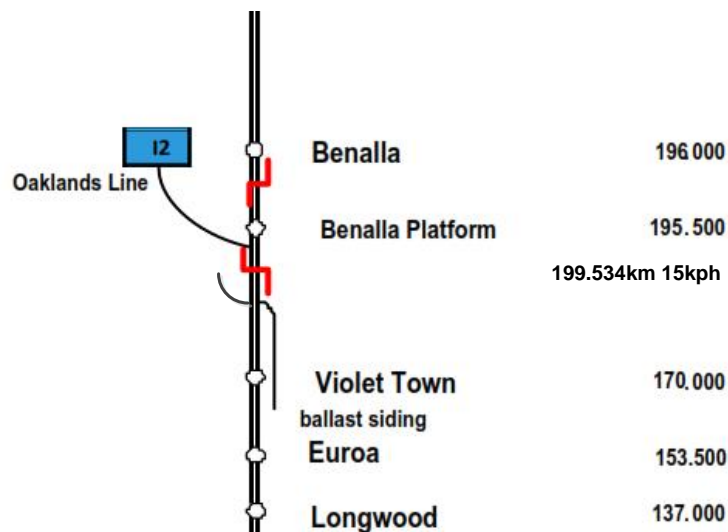 Benalla 196.000
I2
Oaklands Line
Benalla Platform 195.500
199.534km 15kph
Violet Town 170.000
ballast siding
Euroa 153.500
Longwood 137.000